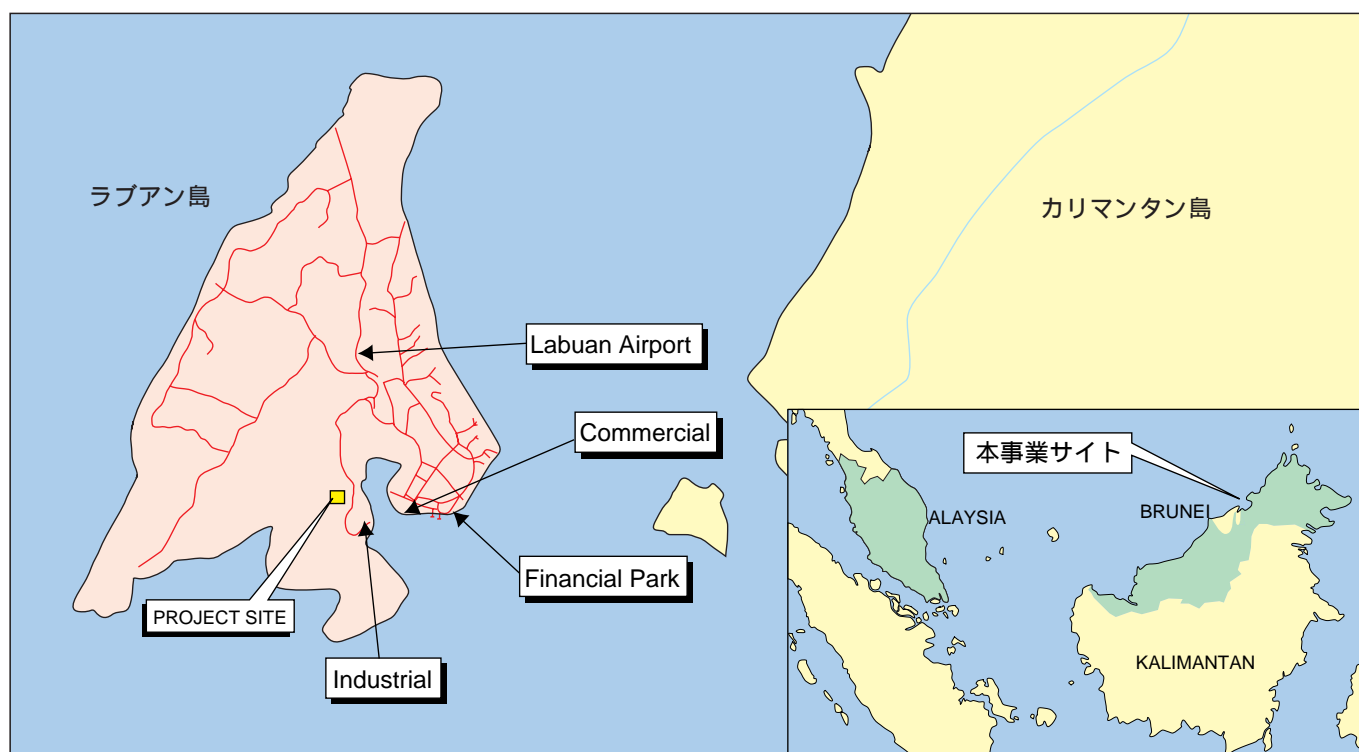 ラブアン島
カリマンタン島
Labuan Airport
Commercial
本事業サイト
ALAYSIA
BRUNEI
Financial Park
PROJECT SITE
KALIMANTAN
Industrial